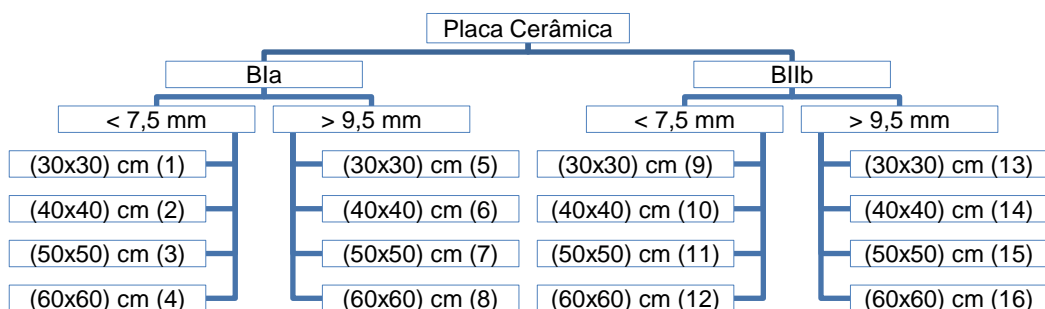 Placa Cerâmica
BIa
BIIb
< 7,5 mm
> 9,5 mm
< 7,5 mm
> 9,5 mm
(30x30) cm (1)
(30x30) cm (5)
(30x30) cm (9)
(30x30) cm (13)
(40x40) cm (2)
(40x40) cm (6)
(40x40) cm (10)
(40x40) cm (14)
(50x50) cm (3)
(50x50) cm (7)
(50x50) cm (11)
(50x50) cm (15)
(60x60) cm (4)
(60x60) cm (8)
(60x60) cm (12)
(60x60) cm (16)